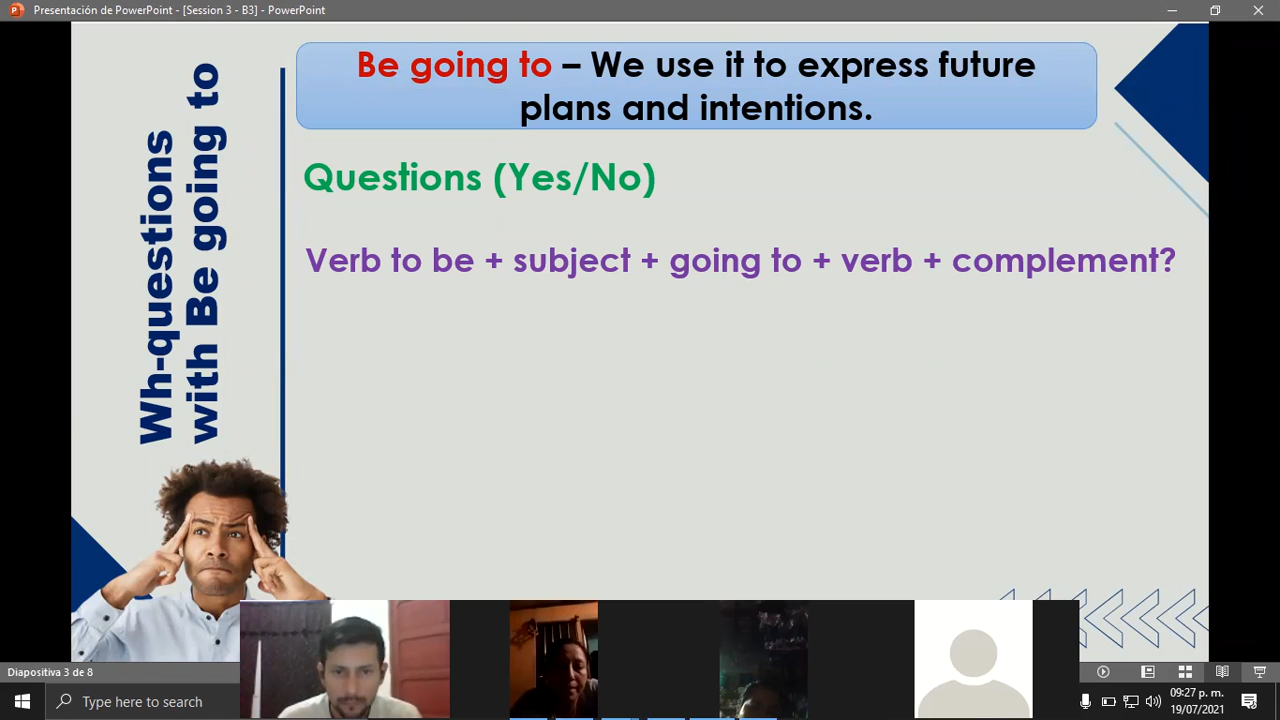 Presentación de PowerPoint - [Session 3 - B3] - PowerPoint
Wh-questions
with Be going to
Be going to – We use it to express future
plans and intentions.
Questions (Yes/No)
Verb to be + subject + going to + verb + complement?
Diapositiva 3 de 8
Type here to search
09:27 p. m.
19/07/2021